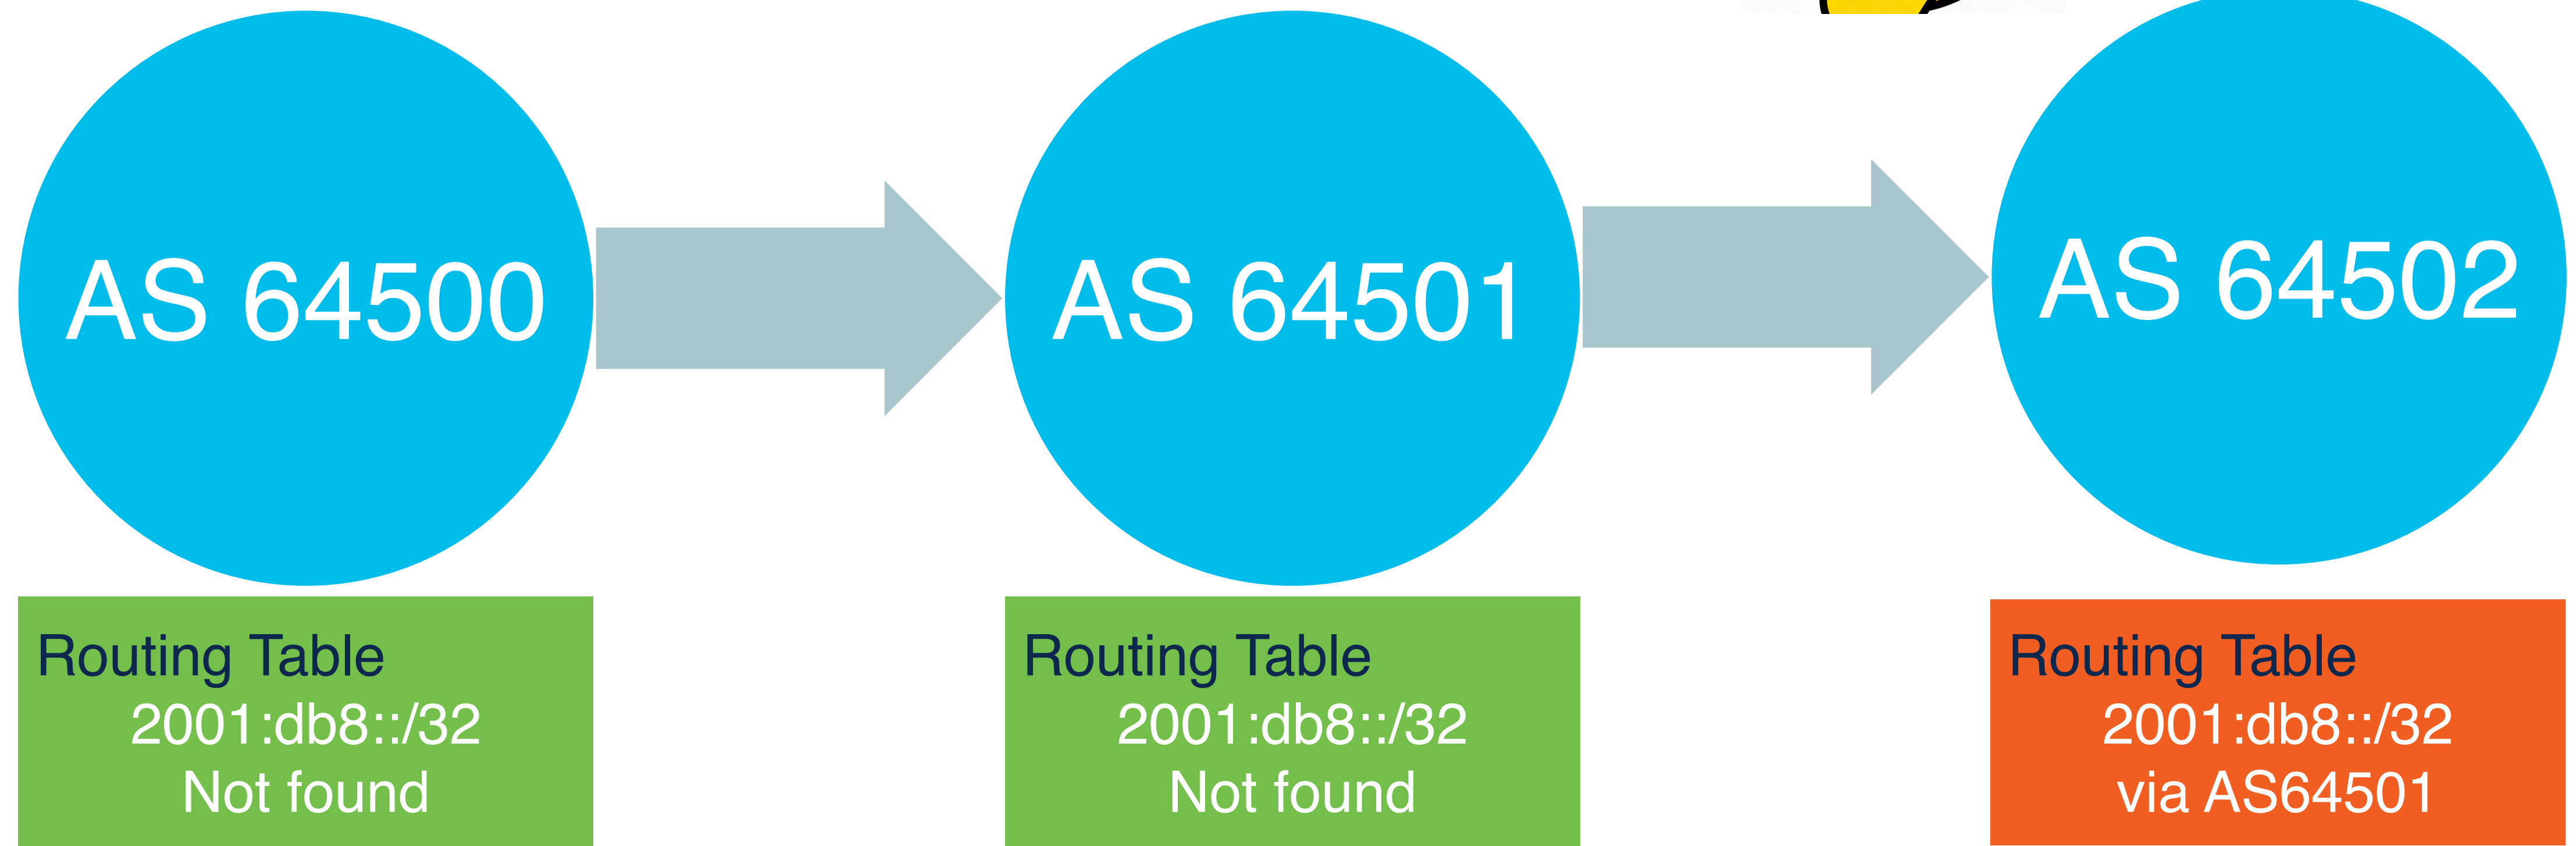 AS 64500
AS 64501
AS 64502
Routing Table
2001:db8::/32
Not found
Routing Table
2001:db8::/32
Not found
Routing Table
2001:db8::/32
via AS64501